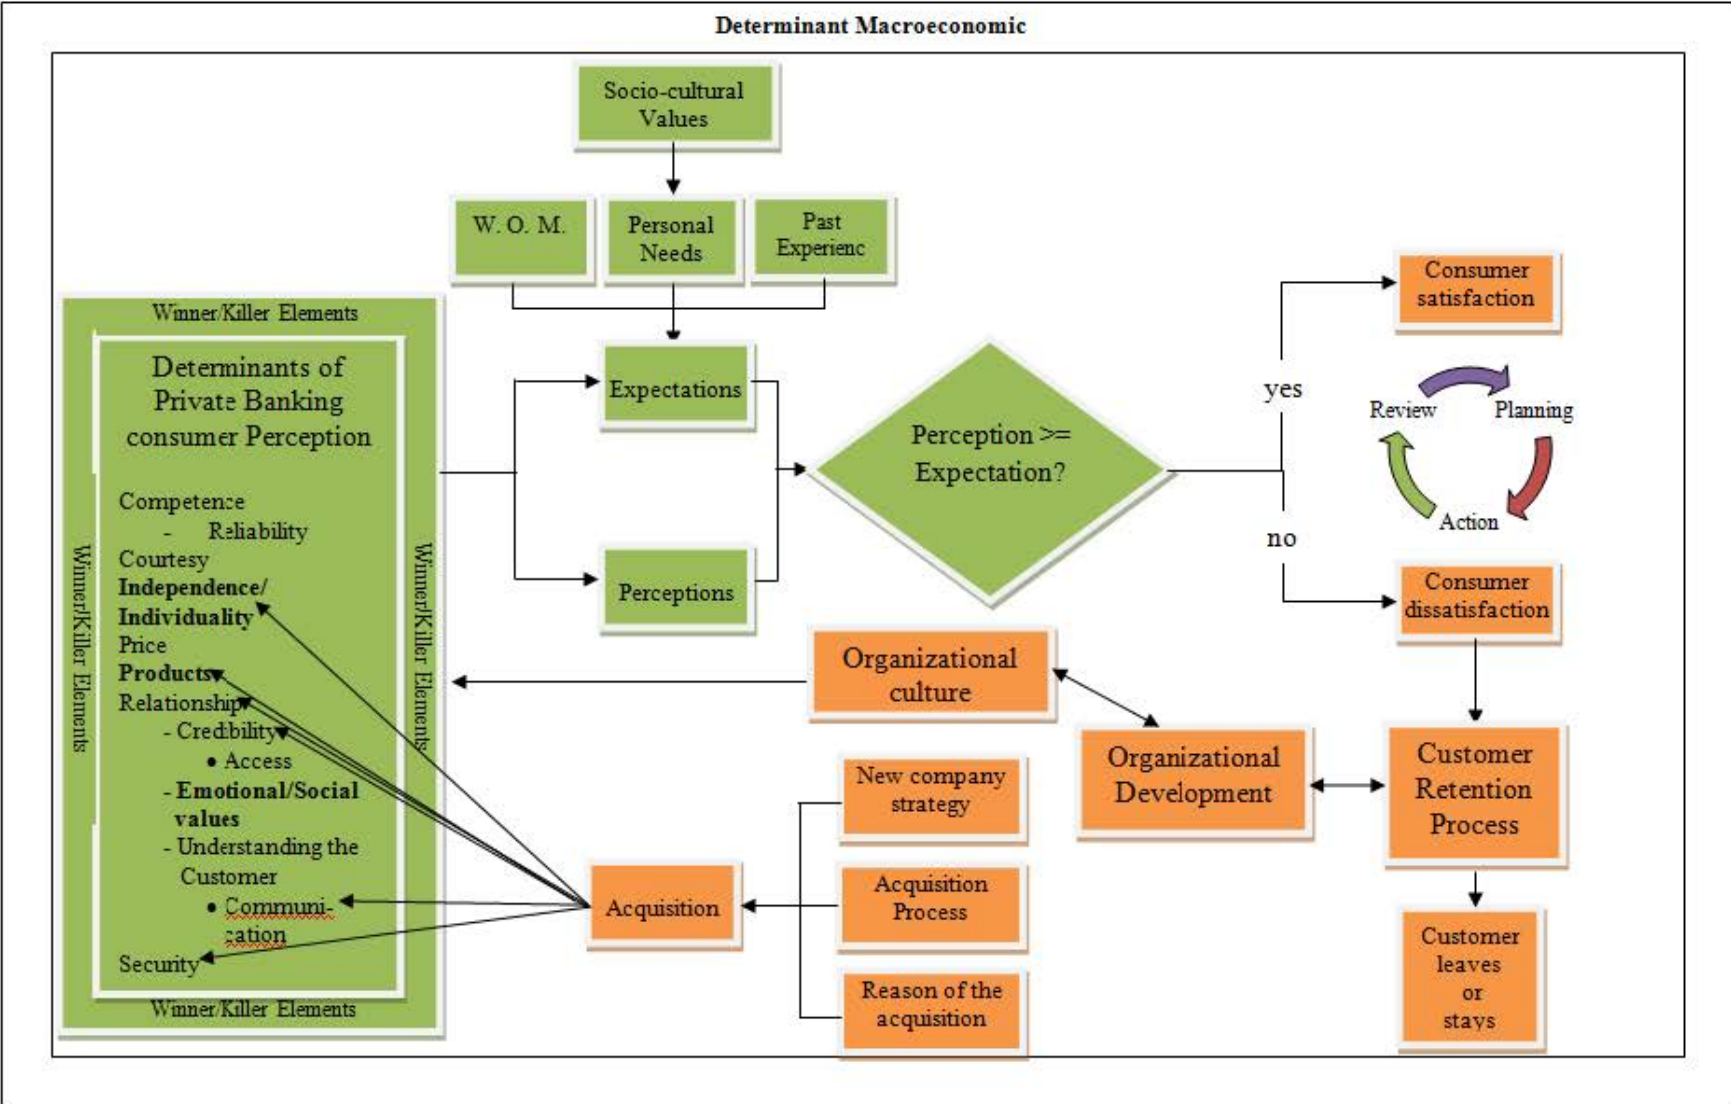 Determinant Macroeconomic
Socio-cultural
Values
W. O. M.
Personal
Needs
Past
Experienc
Winner/Killer Elements
Winner/Killer Elements
Winner/Killer Elements
Determinants of
Private Banking
consumer Perception
Competence
- Reliability
Courtesy
Independence/
Individuality
Price
Products
Relationship
- Credibility
• Access
- Emotional/Social
values
- Understanding the
Customer
• Communi-
cation
Security
Winner/Killer Elements
Expectations
Perceptions
Perception >=
Expectation?
yes
no
Consumer
satisfaction
Review
Planning
Action
Consumer
dissatisfaction
Organizational
culture
Organizational
Development
Customer
Retention
Process
New company
strategy
Acquisition
Acquisition
Process
Reason of the
acquisition
Customer
leaves
or
stays